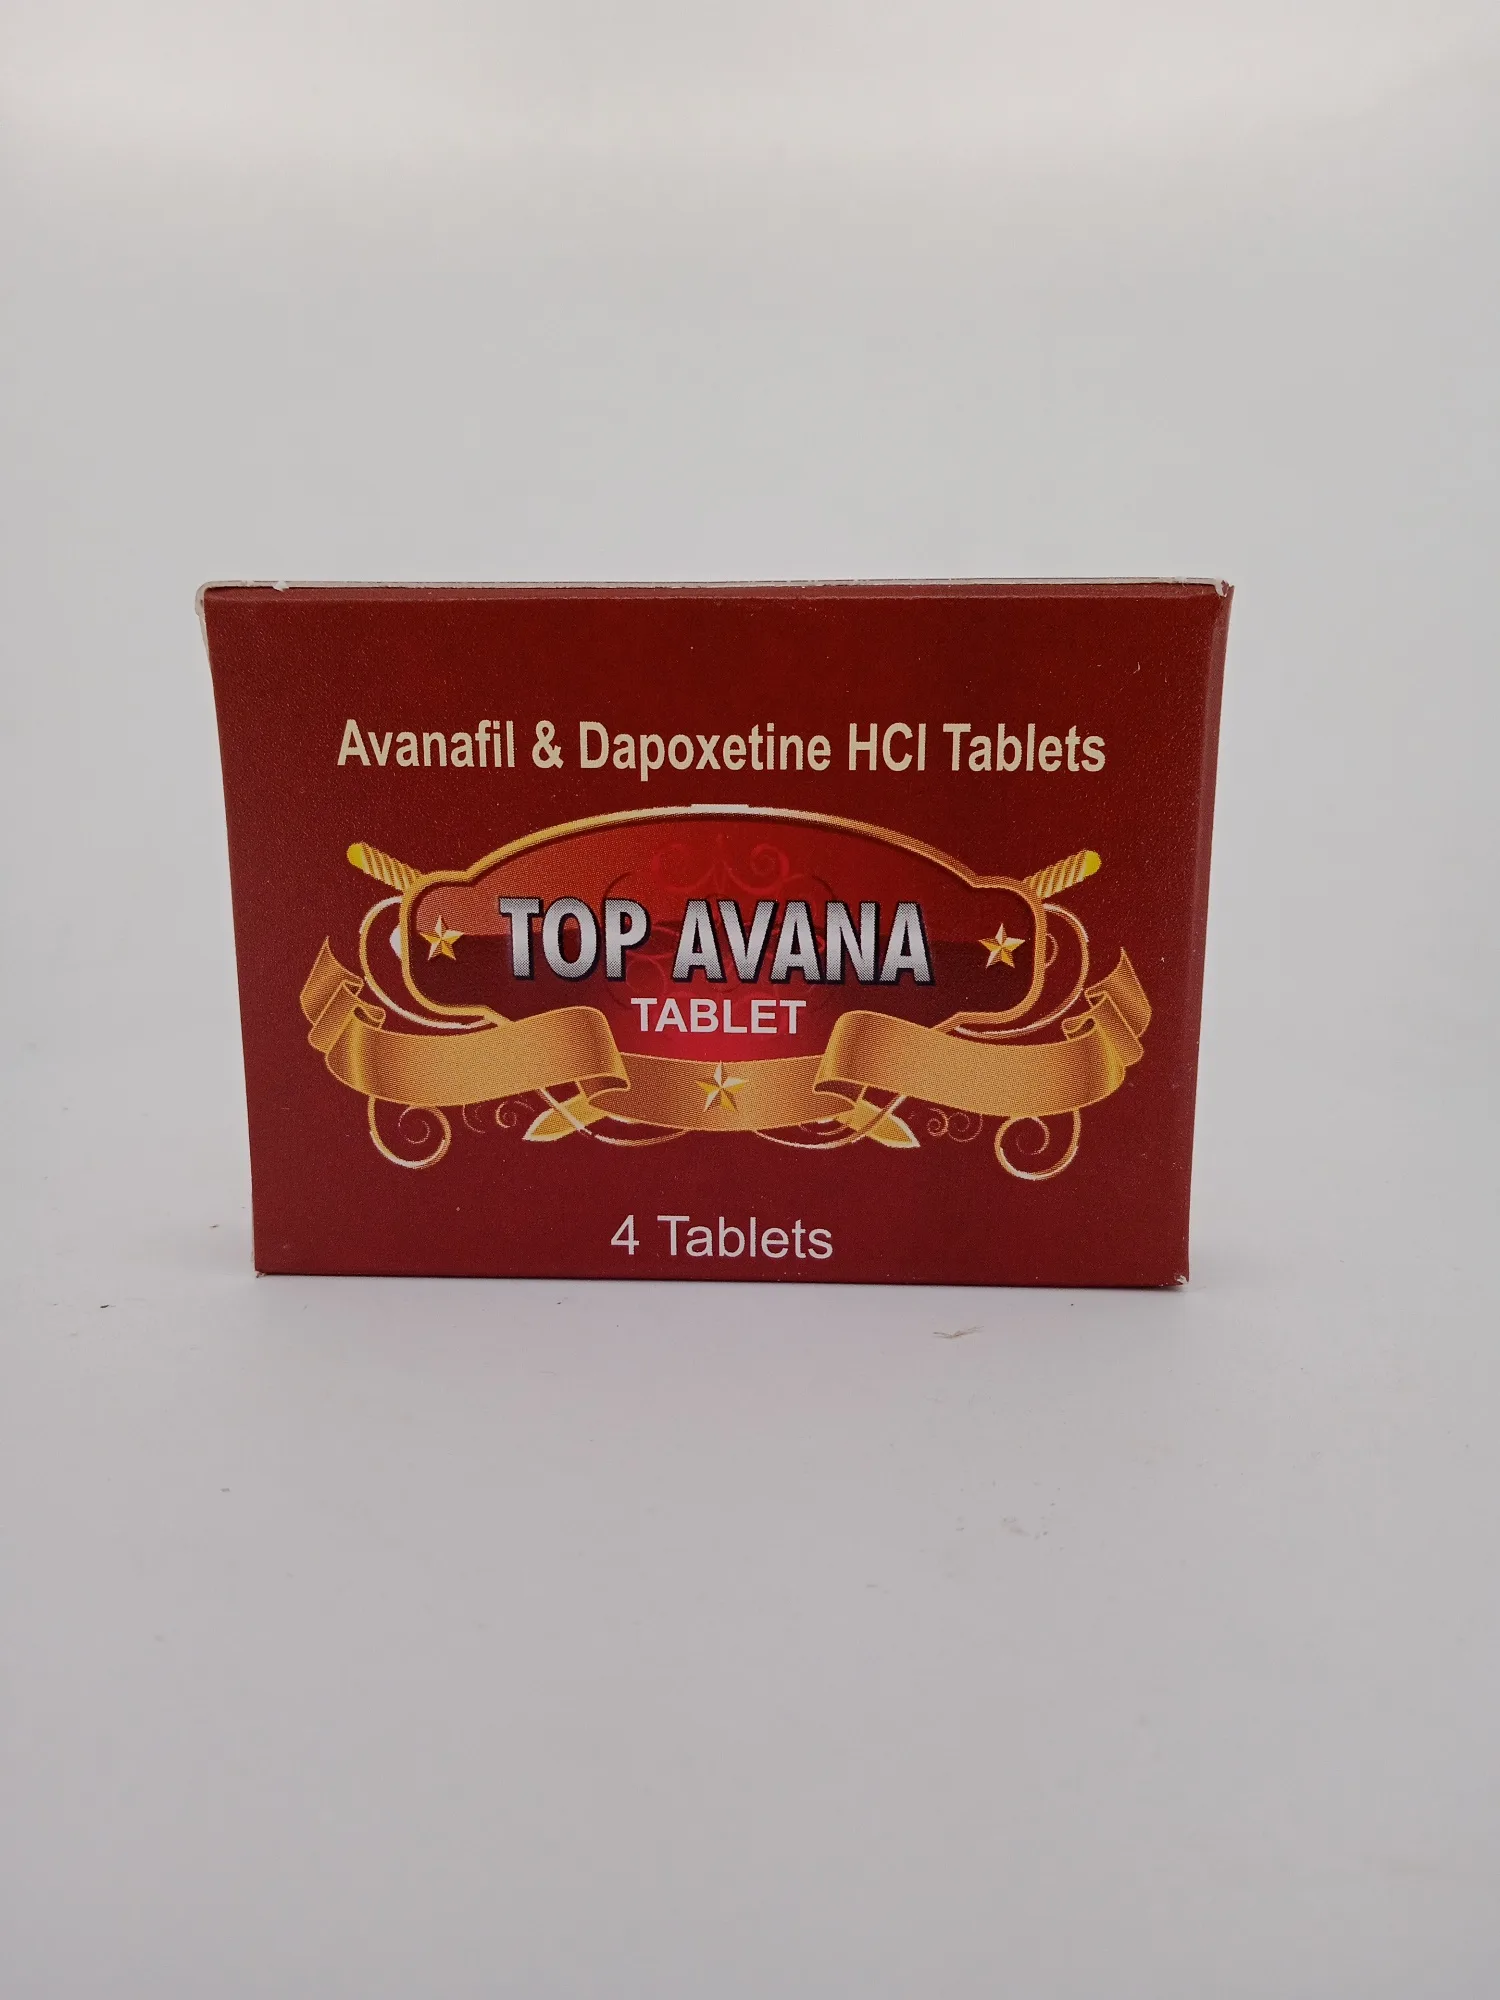 Avanafil & Dapoxetine HCl Tablets
TOP AVANA
TABLET
4 Tablets